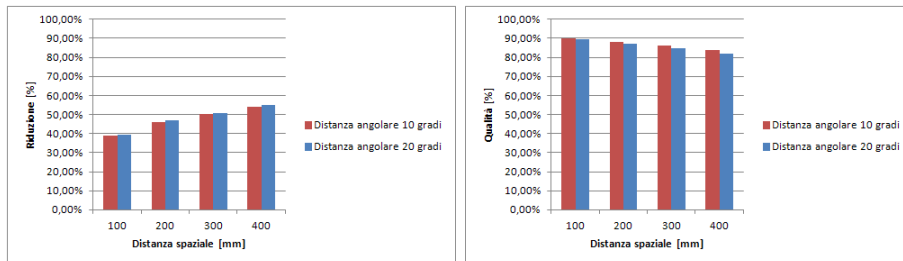 100,00%
90,00%
80,00%
70,00%
60,00%
50,00%
40,00%
30,00%
20,00%
10,00%
0,00%
Riduzione [%]
100 200 300 400
Distanza spaziale [mm]
Distanza angolare 10 gradi
Distanza angolare 20 gradi
100,00%
90,00%
80,00%
70,00%
60,00%
50,00%
40,00%
30,00%
20,00%
10,00%
0,00%
Qualità [%]
100 200 300 400
Distanza spaziale [mm]
Distanza angolare 10 gradi
Distanza angolare 20 gradi